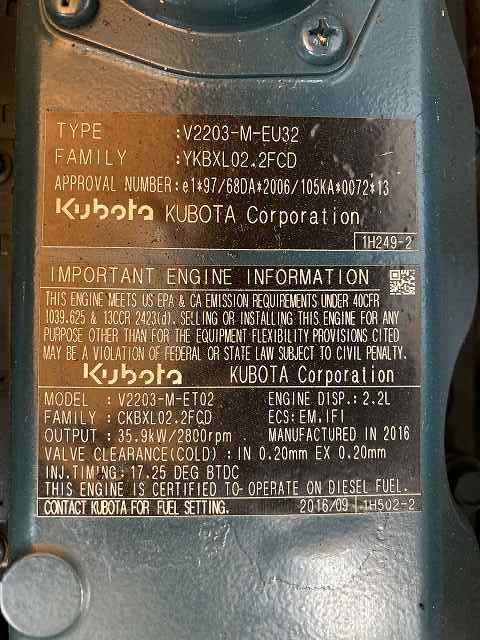 TYPE :V2203-M-EU32
FAMILY :YKBXL02.2FCD
APPROVAL NUMBER:e1*97/68DA*2006/105KA*0072*13
Kubota KUBOTA Corporation
1H249-2
IMPORTANT ENGINE INFORMATION
THIS ENGINE MEETS US EPA & CA EMISSION REQUIREMENTS UNDER 40CFR
1039.625 & 13CCR 2423(d). SELLING OR INSTALLING THIS ENGINE FOR ANY
PURPOSE OTHER THAN FOR THE EQUIPMENT FLEXIBILITY PROVISIONS CITED
MAY BE A VIOLATION OF FEDERAL OR STATE LAW SUBJECT TO CIVIL PENALTY.
Kubota KUBOTA Corporation
MODEL : V2203-M-ET02 ENGINE DISP.: 2.2L
FAMILY : CKBXL02.2FCD ECS: EM,IFI
OUTPUT : 35.9kW/2800rpm MANUFACTURED IN 2016
VALVE CLEARANCE(COLD) : IN 0.20mm EX 0.20mm
INJ.TIMING: 17.25 DEG BTDC
THIS ENGINE IS CERTIFIED TO OPERATE ON DIESEL FUEL.
CONTACT KUBOTA FOR FUEL SETTING. 2016/09 1H502-2